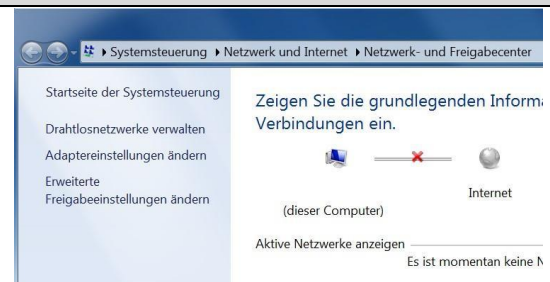 Systemsteuerung Netzwerk und Internet Netzwerk- und Freigabecenter
Startseite der Systemsteuerung
Drahtlosnetzwerke verwalten
Adaptereinstellungen ändern
Erweiterte
Freigabeeinstellungen ändern
Zeigen Sie die grundlegenden Informa
Verbindungen ein.
Internet
(dieser Computer)
Aktive Netzwerke anzeigen
Es ist momentan keine N